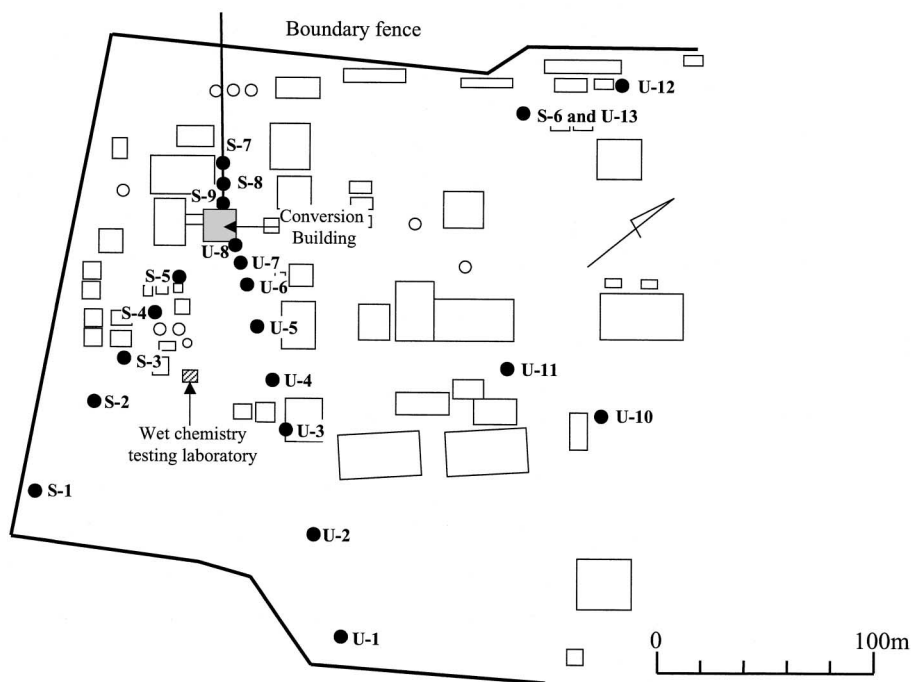 Boundary fence
U-12
S-6 and U-13
S-7
S-8
S-9
Conversion
Building
U-8
U-7
S-5
U-6
S-4
U-5
S-3
U-11
U-4
S-2
U-10
U-3
Wet chemistry
testing laboratory
S-1
U-2
U-1
0
100m